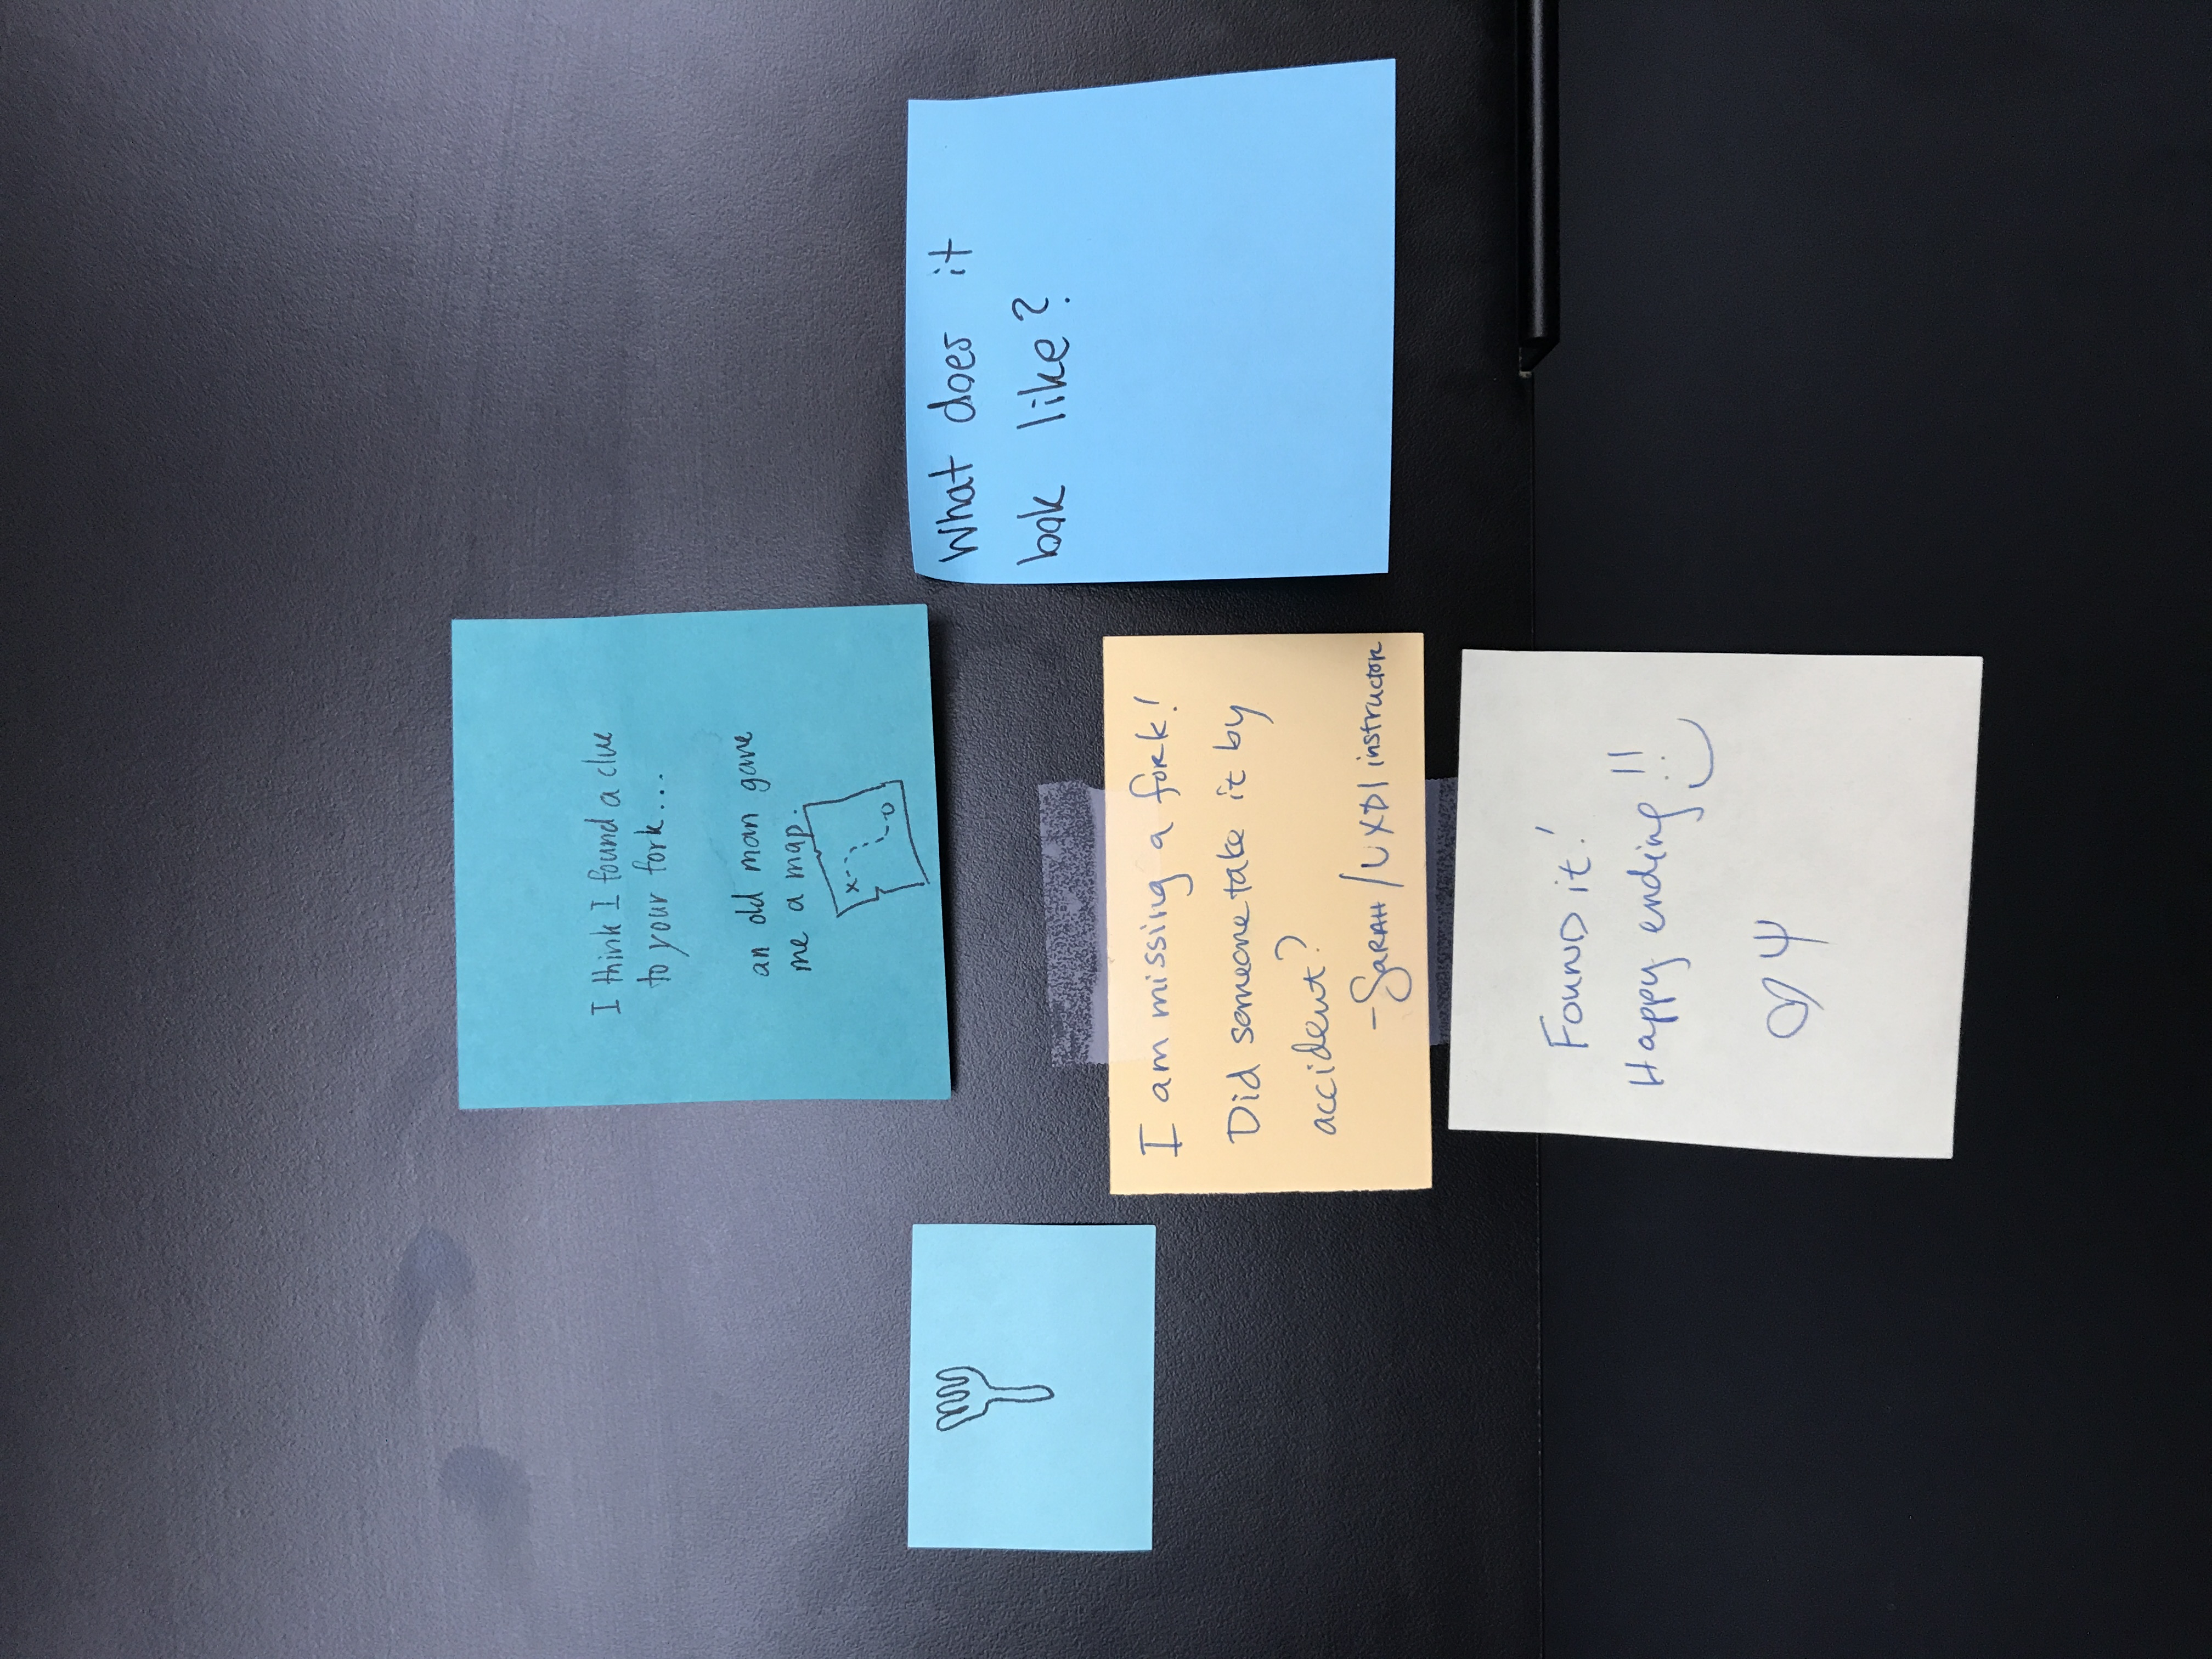 I think I found a clue
to your fork...
an old man gave
me a map.
x
What does it
look like?
I am missing a fork!
Did someone take it by
accident?
-SARAH/UXDI instructor
FOUND it!
Happy ending!!